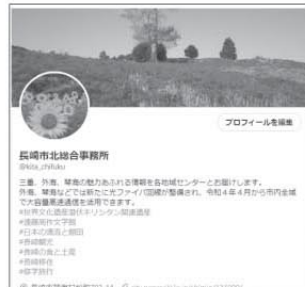 プロフィールを編集
長崎市北総合事務所
@kita_chifuku
三重、外海、琴海の魅力あふれる情報を各地域センターとお届けします。
外海、琴海などでは新たに光ファイバ回線が整備され、令和4年4月から市内全域
で大容量高速通信を活用できます。
#世界文化遺産潜伏キリシタン関連遺産
#遠藤周作文学館
#日本の棚百と棚田
#長崎観光
#長崎の魚と土産
#長崎移住
#修学旅行